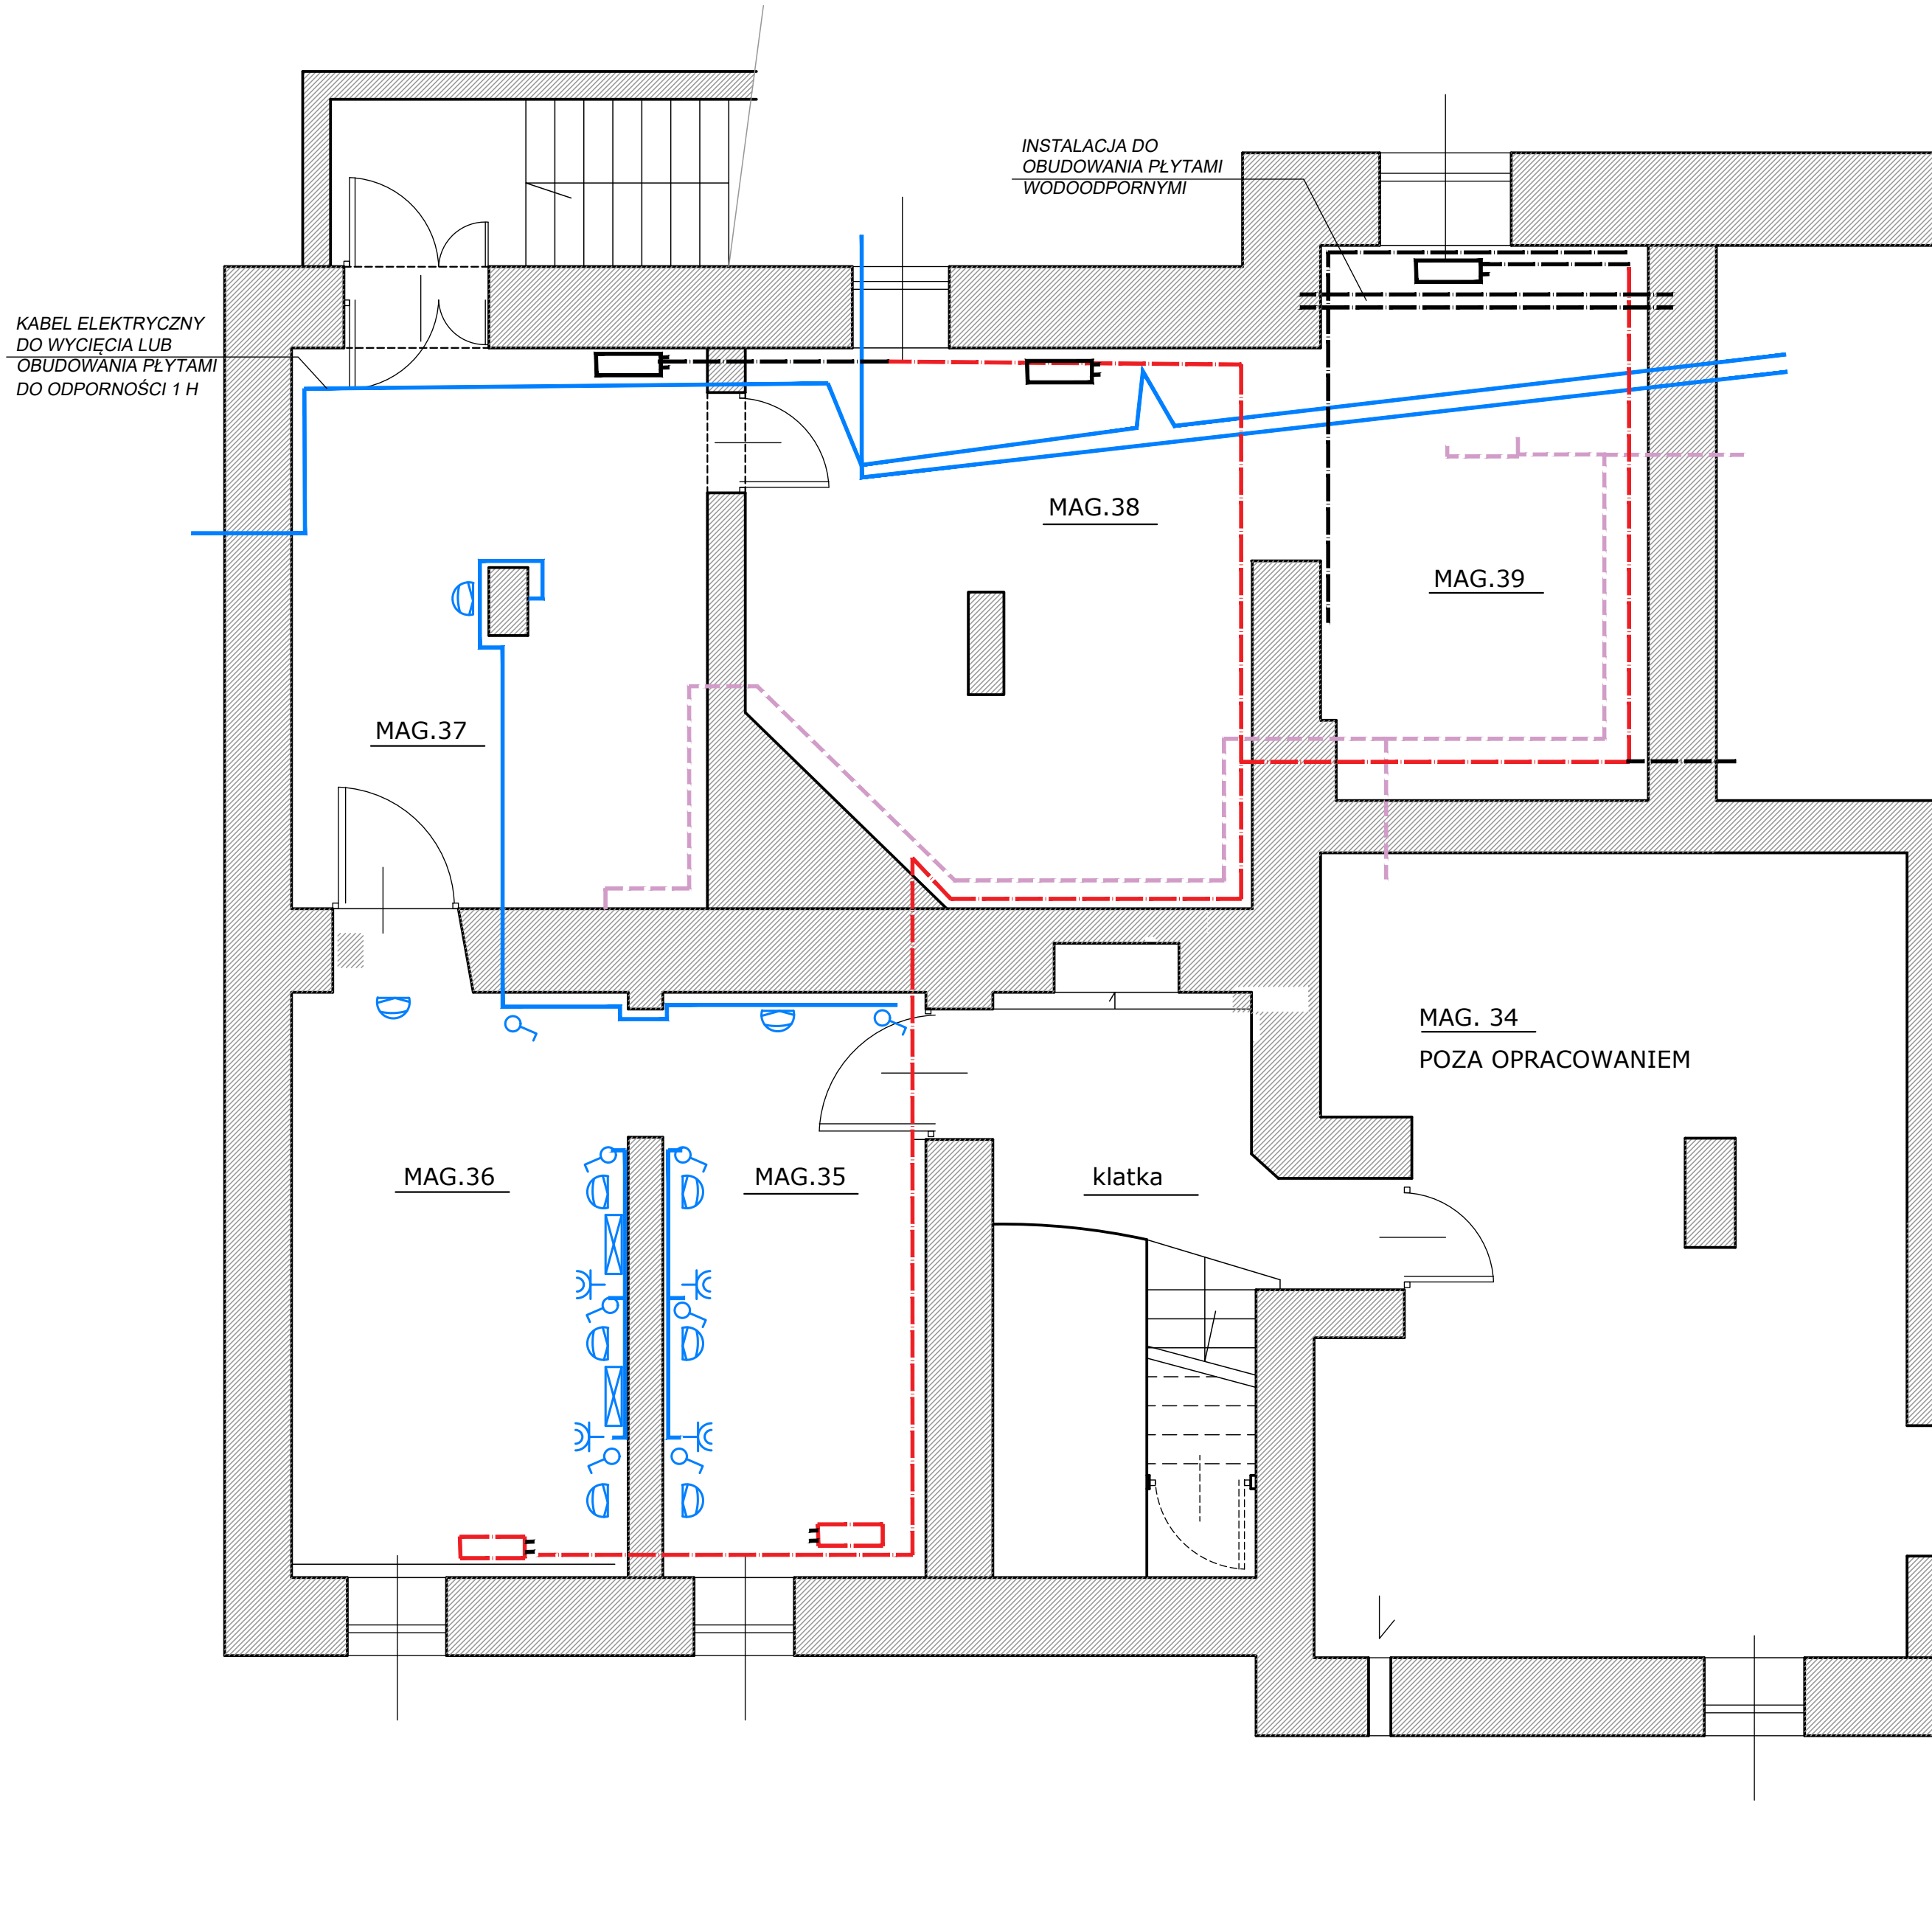 INSTALACJA DO
OBUDOWANIA PŁYTAMI
WODOODPORNYMI
KABEL ELEKTRYCZNY
DO WYCIĘCIA LUB
OBUDOWANIA PŁYTAMI
DO ODPORNOŚCI 1 H
MAG.38
MAG.39
MAG.37
MAG. 34
POZA OPRACOWANIEM
MAG.36
MAG.35
klatka